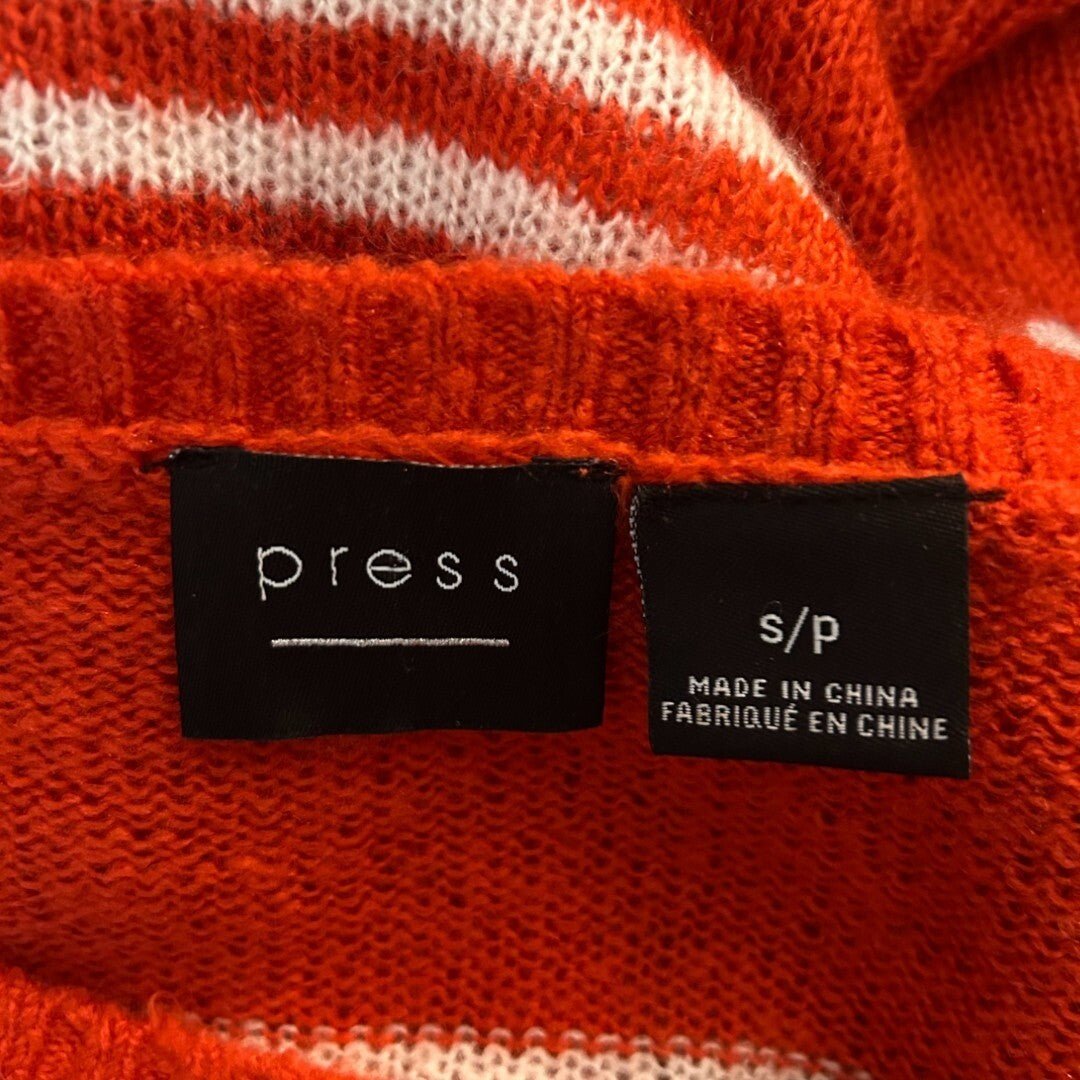 press
s/p
MADE IN CHINA
FABRIQUÉ EN CHINE